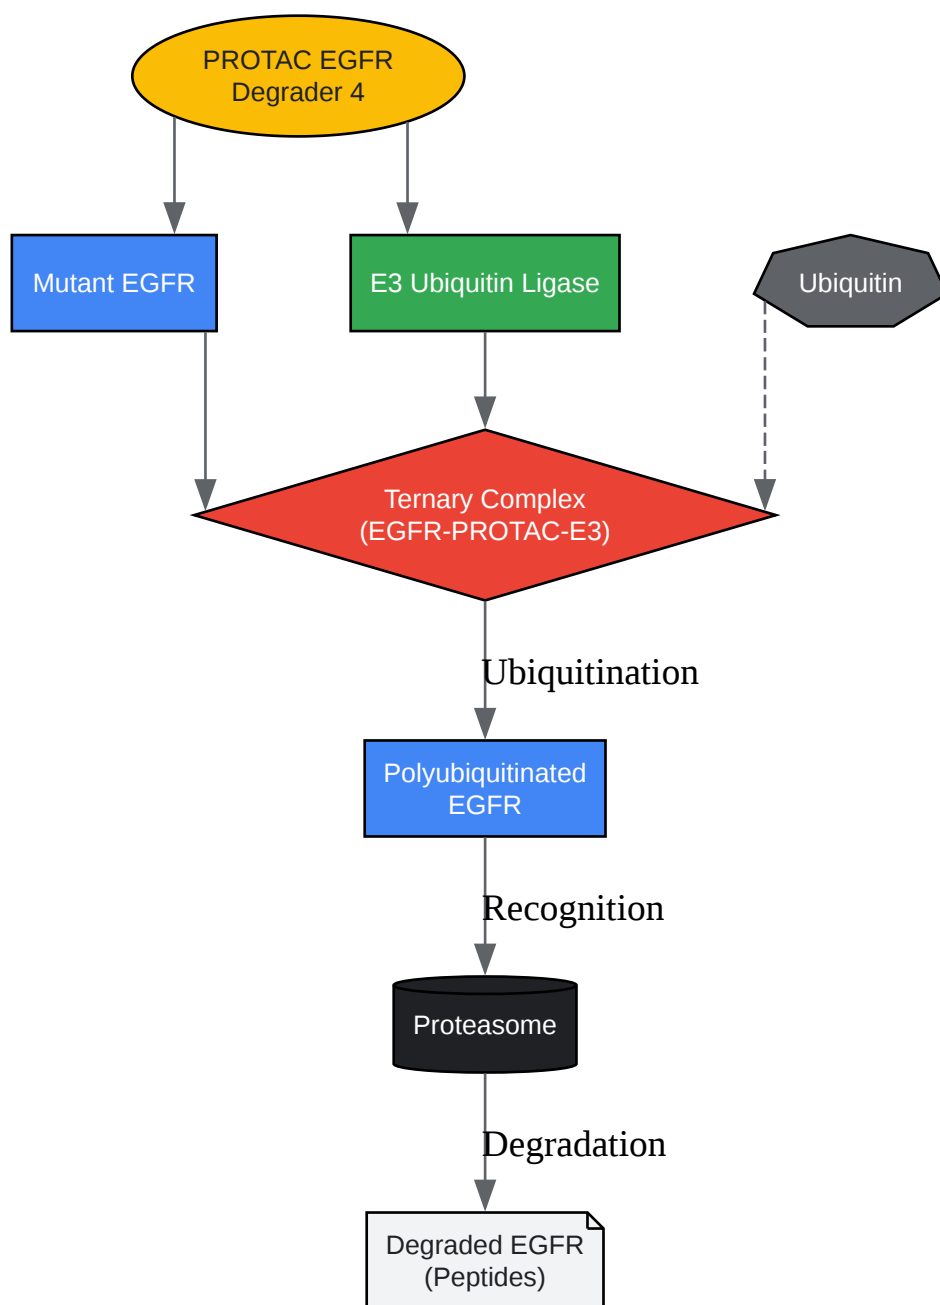 PROTAC EGFR
Degrader 4
Mutant EGFR
E3 Ubiquitin Ligase
Ubiquitin
Ternary Complex
(EGFR-PROTAC-E3)
Ubiquitination
Polyubiquitinated
EGFR
Recognition
Proteasome
Degradation
Degraded EGFR
(Peptides)